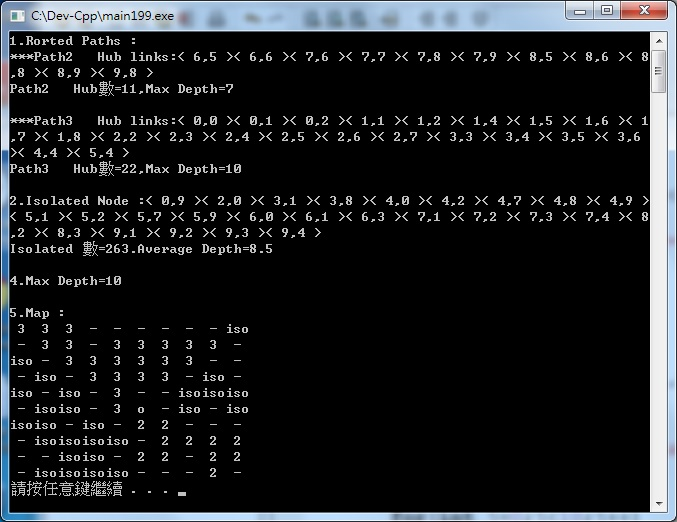 C:\Dev-Cpp\main199.exe
1.Rorted Paths :
***Path2   Hub links:< 6,5 >< 6,6 >< 7,6 >< 7,7 >< 7,8 >< 7,9 >< 8,5 >< 8,6 >< 8
,8 >< 8,9 >< 9,8 >
Path2   Hub數=11,Max Depth=7
***Path3   Hub links:< 0,0 >< 0,1 >< 0,2 >< 1,1 >< 1,2 >< 1,4 >< 1,5 >< 1,6 >< 1
,7 >< 1,8 >< 2,2 >< 2,3 >< 2,4 >< 2,5 >< 2,6 >< 2,7 >< 3,3 >< 3,4 >< 3,5 >< 3,6
>< 4,4 >< 5,4 >
Path3   Hub數=22,Max Depth=10
2.Isolated Node :< 0,9 >< 2,0 >< 3,1 >< 3,8 >< 4,0 >< 4,2 >< 4,7 >< 4,8 >< 4,9 >
< 5,1 >< 5,2 >< 5,7 >< 5,9 >< 6,0 >< 6,1 >< 6,3 >< 7,1 >< 7,2 >< 7,3 >< 7,4 >< 8
,2 >< 8,3 >< 9,1 >< 9,2 >< 9,3 >< 9,4 >
Isolated 數=263.Average Depth=8.5
4.Max Depth=10
5.Map :
3  3  3  -  -  -  -  -  - iso
-  3  3  -  3  3  3  3  3  -
iso -  3  3  3  3  3  3  -  -
- iso -  3  3  3  3  - iso -
iso - iso -  3  -  - isoisoiso
- isoiso -  3  o  - iso - iso
isoiso - iso -  2  2  -  -  -
- isoisoisoiso -  2  2  2  2
-  - isoiso -  2  2  -  2  2
- isoisoisoiso -  -  -  2  -
請按任意鍵繼續 . . .